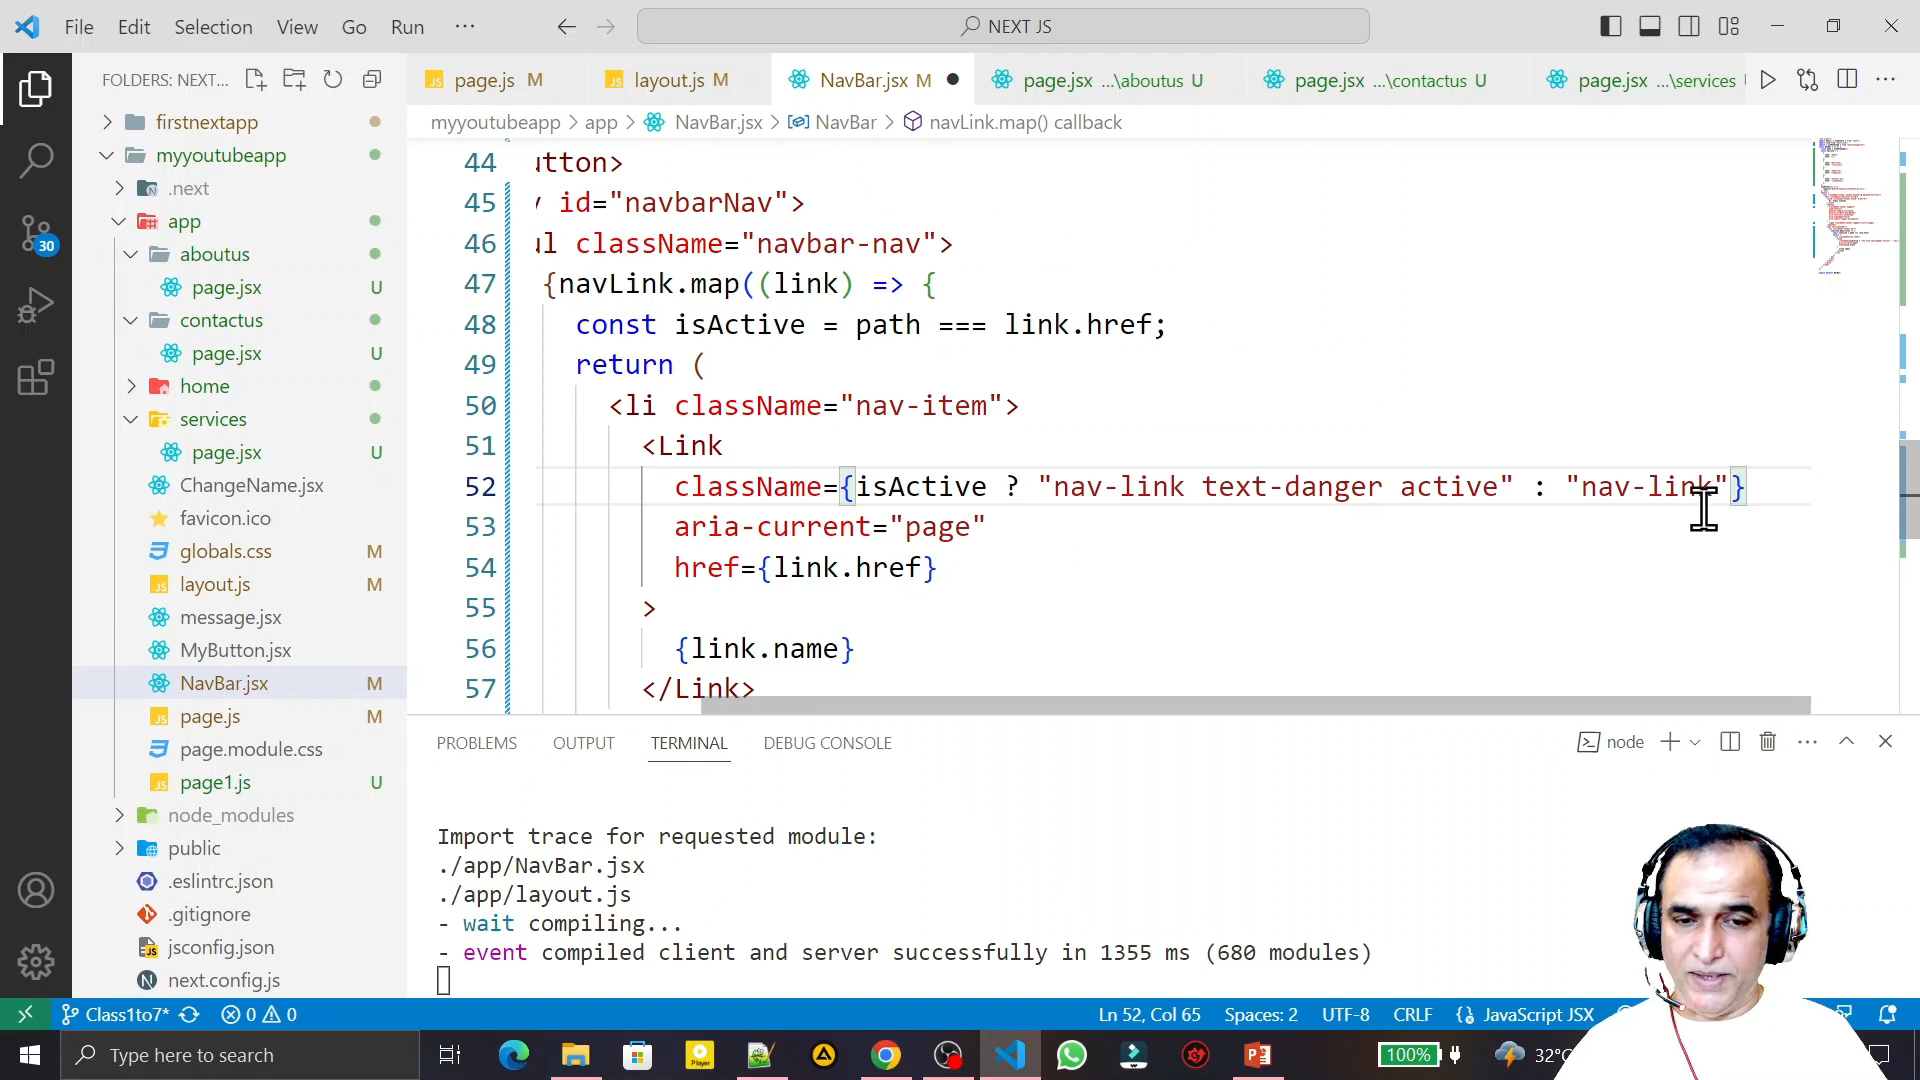 File Edit Selection View Go Run ··· NEXT JS
FOLDERS: NEXT...
page.js M layout.js M NavBar.jsx M page.jsx ...\aboutus U page.jsx ...\contactus U page.jsx ...\services
myyoutubeapp > app > NavBar.jsx > NavBar > navLink.map() callback
firstnextapp
myyoutubeapp
.next
app
aboutus
page.jsx U
contactus
page.jsx U
home
services
page.jsx U
ChangeName.jsx
favicon.ico
globals.css M
layout.js M
message.jsx
MyButton.jsx
NavBar.jsx M
page.js M
page.module.css
page1.js U
node_modules
public
.eslintrc.json
.gitignore
jsconfig.json
next.config.js
30
44 utton>
45 id="navbarNav">
46 ul className="navbar-nav">
47 {navLink.map((link) => {
48 const isActive = path === link.href;
49 return (
50 <li className="nav-item">
51 <Link
52 className={isActive ? "nav-link text-danger active" : "nav-link"}
53 aria-current="page"
54 href={link.href}
55 >
56 {link.name}
57 </Link>
PROBLEMS OUTPUT TERMINAL DEBUG CONSOLE node
Import trace for requested module:
./app/NavBar.jsx
./app/layout.js
- wait compiling...
- event compiled client and server successfully in 1355 ms (680 modules)
Class1to7* 0 0 Ln 52, Col 65 Spaces: 2 UTF-8 CRLF JavaScript JSX
Type here to search Player 100% 32°